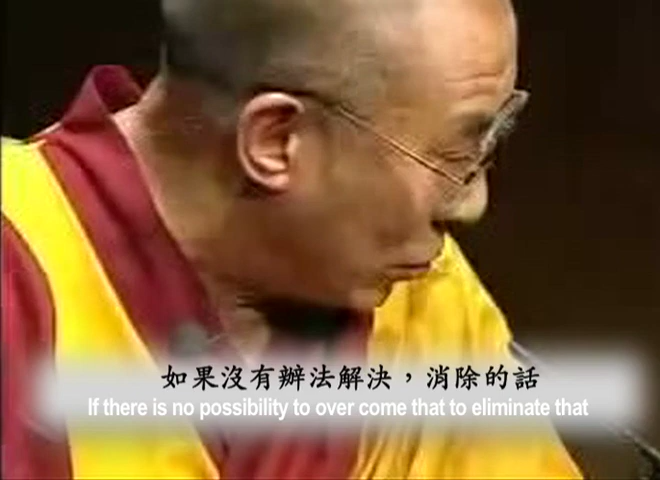 如果沒有辦法解決，消除的話
If there is no possibility to over come that to eliminate that